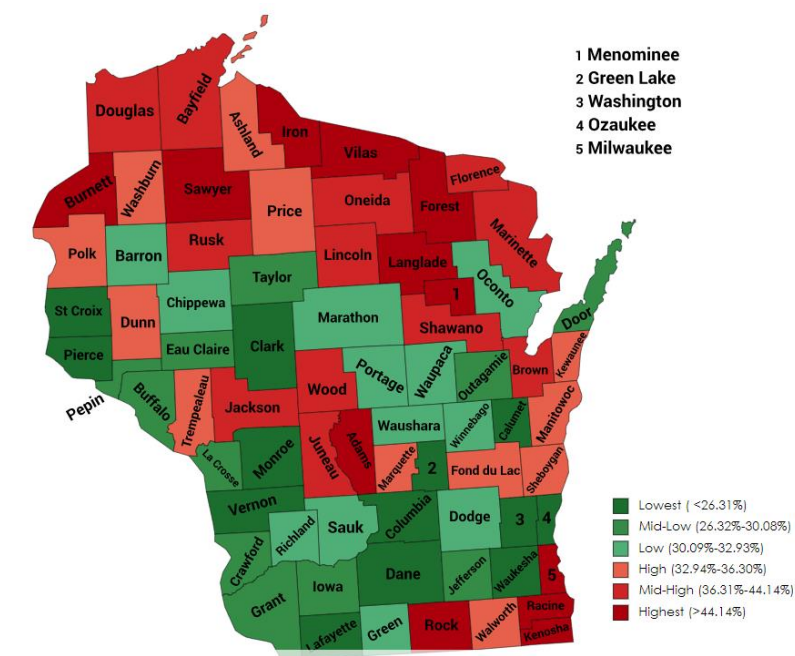 1 Menominee
2 Green Lake
3 Washington
4 Ozaukee
5 Milwaukee
Douglas
Bayfield
Ashland
Iron
Vilas
Burnett
Washburn
Sawyer
Price
Oneida
Forest
Florence
Marinette
Polk
Barron
Rusk
Lincoln
Langlade
Oconto
St Croix
Dunn
Chippewa
Taylor
Marathon
1
Shawano
Door
Pierce
Eau Claire
Clark
Pepin
Buffalo
Trempealeau
Jackson
Wood
Portage
Waupaca
Outagamie
Brown
Kewaunee
La Crosse
Monroe
Juneau
Adams
Waushara
Winnebago
Calumet
Manitowoc
Marquette
2
Fond du Lac
Sheboygan
Vernon
Richland
Sauk
Columbia
Dodge
3
4
Crawford
Grant
Iowa
Dane
Jefferson
Waukesha
5
Lafayette
Green
Rock
Walworth
Racine
Kenosha
Lowest ( <26.31%)
Mid-Low (26.32%-30.08%)
Low (30.09%-32.93%)
High (32.94%-36.30%)
Mid-High (36.31%-44.14%)
Highest (>44.14%)